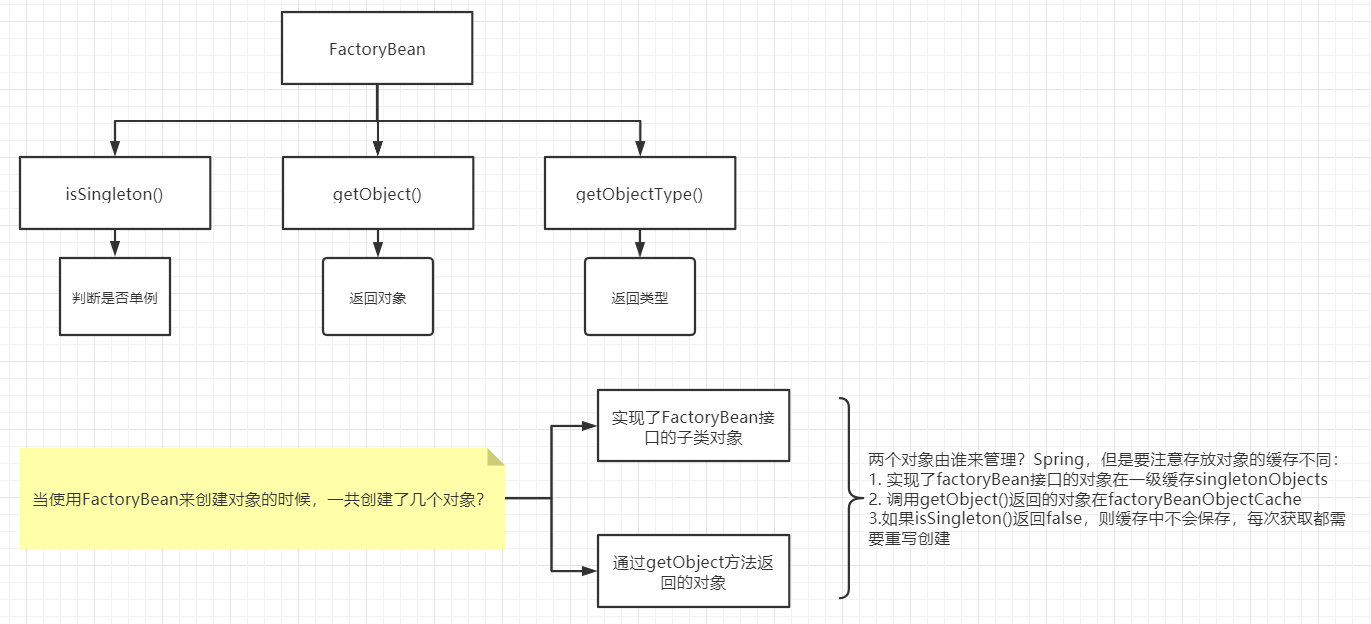 FactoryBean
isSingleton()
getObject()
getObjectType()
判断是否单例
返回对象
返回类型
当使用FactoryBean来创建对象的时候，一共创建了几个对象？
实现了FactoryBean接
口的子类对象
通过getObject方法返
回的对象
两个对象由谁来管理？Spring，但是要注意存放对象的缓存不同：
1. 实现了factoryBean接口的对象在一级缓存singletonObjects
2. 调用getObject()返回的对象在factoryBeanObjectCache
3.如果isSingleton()返回false，则缓存中不会保存，每次获取都需
要重写创建